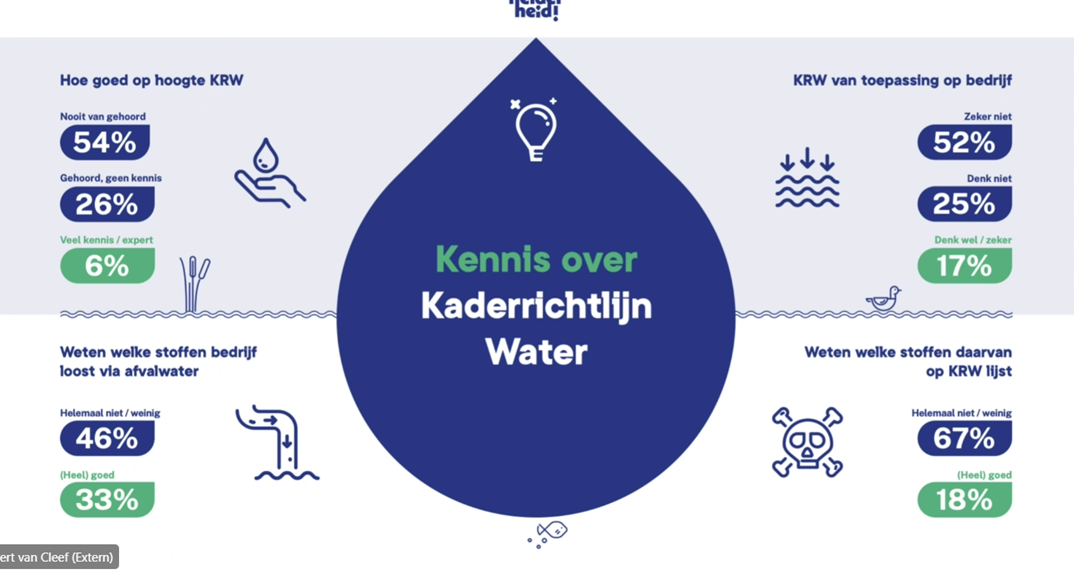 heid!
Hoe goed op hoogte KRW
Nooit van gehoord
54%
Gehoord, geen kennis
26%
Veel kennis / expert
6%
KRW van toepassing op bedrijf
Zeker niet
52%
Denk niet
25%
Denk wel / zeker
17%
Kennis over
Kaderrichtlijn
Water
Weten welke stoffen bedrijf
loost via afvalwater
Helemaal niet / weinig
46%
(Heel) goed
33%
Weten welke stoffen daarvan
op KRW lijst
Helemaal niet / weinig
67%
(Heel) goed
18%
ert van Cleef (Extern)